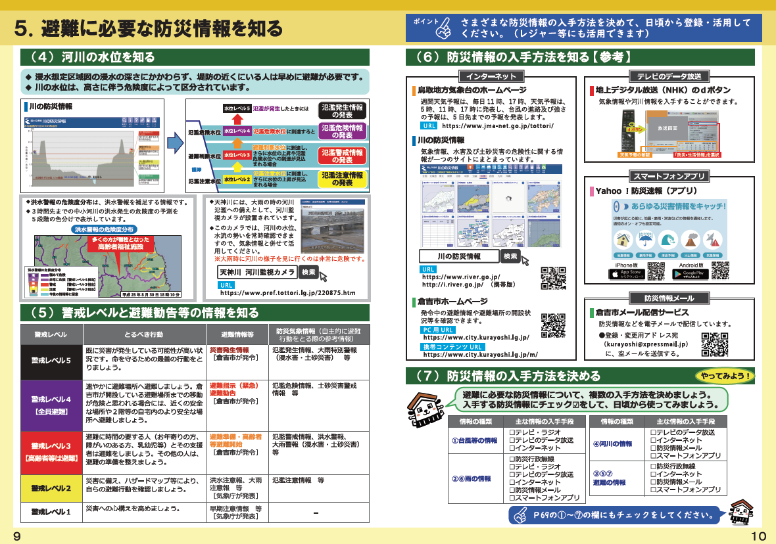 5. 避難に必要な防災情報を知る
(4) 河川の水位を知る
◆ 浸水想定区域図の浸水の深さにかかわらず、堤防の近くにいる人は早めに避難が必要です。
◆ 川の水位は、高さに伴う危険度によって区分されています。
川の防災情報
水位レベル5
氾濫が発生したときには
氾濫発生情報の発表
氾濫危険水位
水位レベル4
氾濫危険水位に到達すると
氾濫危険情報の発表
避難判断水位
水位レベル3
氾濫警戒情報の発表
氾濫注意水位
水位レベル2
氾濫注意情報の発表
●洪水警報の危険度分布は、洪水警報を補足する情報です。
●3時間先までの中小河川の洪水発生の危険度の予測を
5段階の色分けで表示しています。
洪水警報の危険度分布
多くの方が犠牲となった
高齢者福祉施設
●天神川には、大雨の時の河川
氾濫への備えとして、河川監
視カメラが設置されています。
●このカメラでは、河川の水位、
水流の勢いを常時確認できま
すので、気象情報と併せて活
用してください。
※大雨時に河川の様子を見に行くのは非常に危険です。
天神川 河川監視カメラ 検索
URL
https://www.pref.tottori.lg.jp/220875.htm
(5) 警戒レベルと避難勧告等の情報を知る
警戒レベル とるべき行動 避難情報等 防災気象情報(自主的に避難行動をとる際の参考情報)
警戒レベル5
既に災害が発生している可能性が高い状
況です。命を守るための最善の行動をと
りましょう。
災害発生情報
【倉吉市が発令】
氾濫発生情報、大雨特別警報
(浸水害・土砂災害) 等
警戒レベル4
【全員避難】
速やかに避難場所へ避難しましょう。倉
吉市が開設している避難場所までの移動
が危険と思われる場合には、近くの安全
な場所や2階等の自宅内のより安全な場
所へ避難しましょう。
避難指示(緊急)
避難勧告
【倉吉市が発令】
氾濫危険情報、土砂災害警戒
情報 等
警戒レベル3
【高齢者等は避難】
避難に時間の要する人(お年寄りの方、
障がいのある方、乳幼児等)とその支援
者は避難をしましょう。その他の人は、
避難の準備を整えましょう。
避難準備・高齢者
等避難開始
【倉吉市が発令】
氾濫警戒情報、洪水警報、
大雨警報(浸水害・土砂災害)
等
警戒レベル2
災害に備え、ハザードマップ等により、
自らの避難行動を確認しましょう。
洪水注意報、大雨
注意報 等
【気象庁が発表】
氾濫注意情報 等
警戒レベル1
災害への心構えを高めましょう。
早期注意情報 等
【気象庁が発表】
－
9
ポイント
さまざまな防災情報の入手方法を決めて、日頃から登録・活用して
ください。(レジャー等にも活用できます)
(6) 防災情報の入手方法を知る【参考】
インターネット
鳥取地方気象台のホームページ
週間天気予報は、毎日11時、17時、天気予報は、
5時、11時、17時に発表し、台風の進路及び強さ
の予報は、5日先までの予報を発表します。
URL https://www.jma-net.go.jp/tottori/
川の防災情報
気象情報、水害及び土砂災害の危険性に関する情
報が一つのサイトにまとまっています。
川の防災情報 検索
URL
https://www.river.go.jp/
http://i.river.go.jp/ (携帯版)
倉吉市ホームページ
発令中の避難情報や避難場所の開設状
況等を確認できます。
PC用URL
https://www.city.kurayoshi.lg.jp/
携帯コンテンツURL
https://www.city.kurayoshi.lg.jp/m/
テレビのデータ放送
地上デジタル放送(NHK)のdボタン
気象情報や河川情報を入手することができます。
スマートフォンアプリ
Yahoo!防災速報(アプリ)
あらゆる災害情報をキャッチ!
iPhone版
Android版
App Store
Google Play
防災情報メール
倉吉市メール配信サービス
防災情報などを電子メールで配信しています。
●登録・変更用アドレス宛
(kurayoshi@xpressmail.jp)
に、空メールを送信する。
(7) 防災情報の入手方法を決める
やってみよう!
避難に必要な防災情報について、複数の入手方法を決めましょう。
入手する防災情報にチェック☑をして、日頃から使ってみましょう。
情報の種類 主な情報の入手手段
①台風等の情報
□テレビ・ラジオ
□テレビのデータ放送
□インターネット
②⑥雨の情報
□防災行政無線
□テレビ・ラジオ
□テレビのデータ放送
□インターネット
□防災情報メール
□スマートフォンアプリ
情報の種類 主な情報の入手手段
④河川の情報
□テレビのデータ放送
□インターネット
□防災情報メール
□スマートフォンアプリ
③⑤⑦
避難の情報
□防災行政無線
□インターネット
□防災情報メール
□スマートフォンアプリ
P69の①～⑦の欄にもチェックをしてください。
10